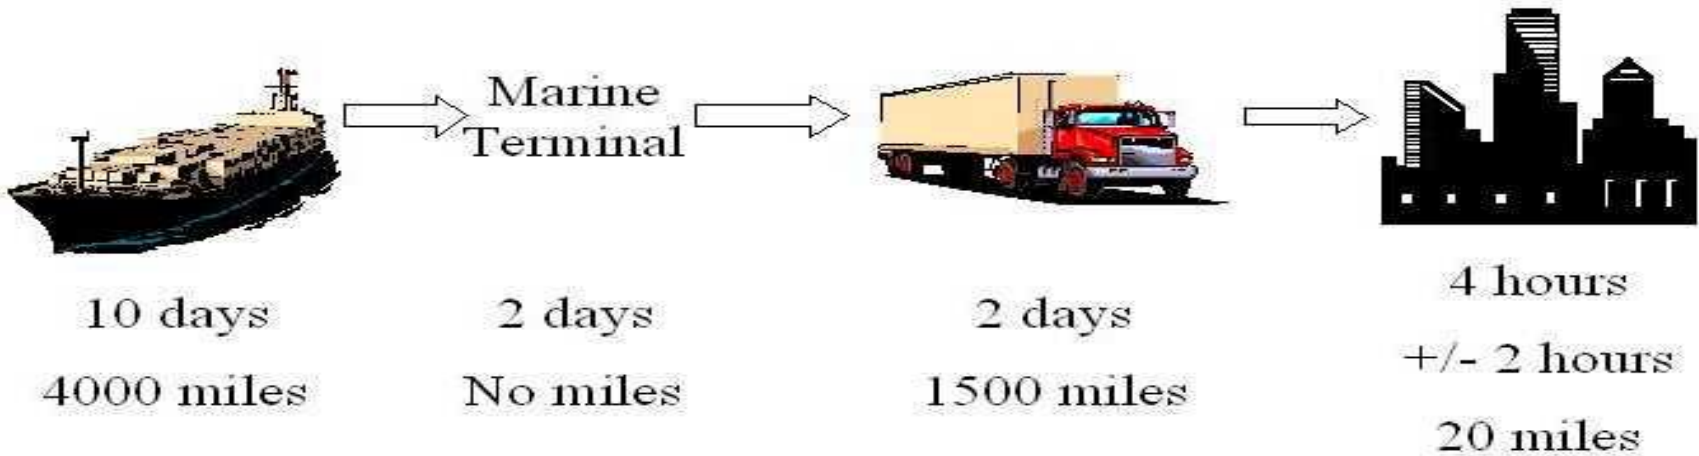 Marine
Terminal
10 days
4000 miles
2 days
No miles
2 days
1500 miles
4 hours
+/- 2 hours
20 miles